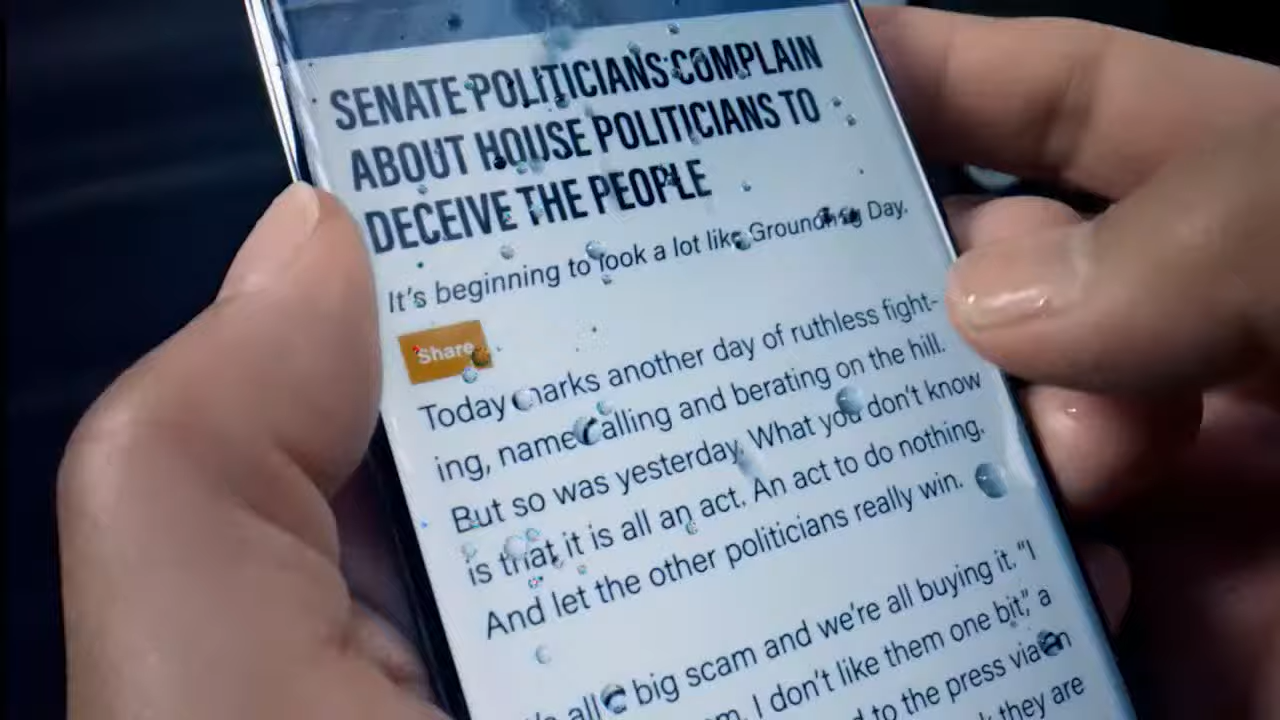 SENATE POLITICIANS COMPLAIN
ABOUT HOUSE POLITICIANS TO
DECEIVE THE PEOPLE
It's beginning to look a lot like Groundhog Day.
Share
Today marks another day of ruthless fight-
ing, name calling and berating on the hill.
But so was yesterday. What you don't know
is that it is all an act. An act to do nothing.
And let the other politicians really win.
all a big scam and we're all buying it. "I
I don't like them one bit," a
to the press via an
they are